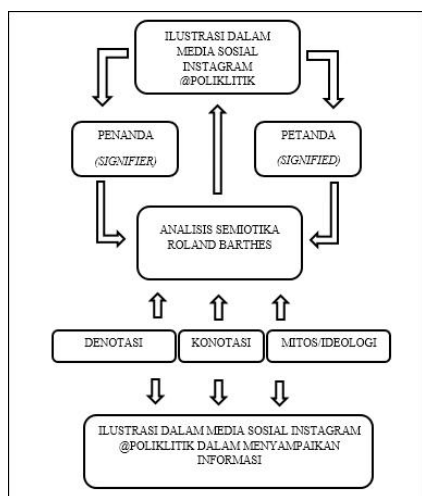 ILUSTRASI DALAM
MEDIA SOSIAL
INSTAGRAM
@POLIKLITIK
PENANDA
(SIGNIFIER)
PETANDA
(SIGNIFIED)
ANALISIS SEMIOTIKA
ROLAND BARTHES
DENOTASI
KONOTASI
MITOS/IDEOLOGI
ILUSTRASI DALAM MEDIA SOSIAL INSTAGRAM
@POLIKLITIK DALAM MENYAMPAIKAN
INFORMASI